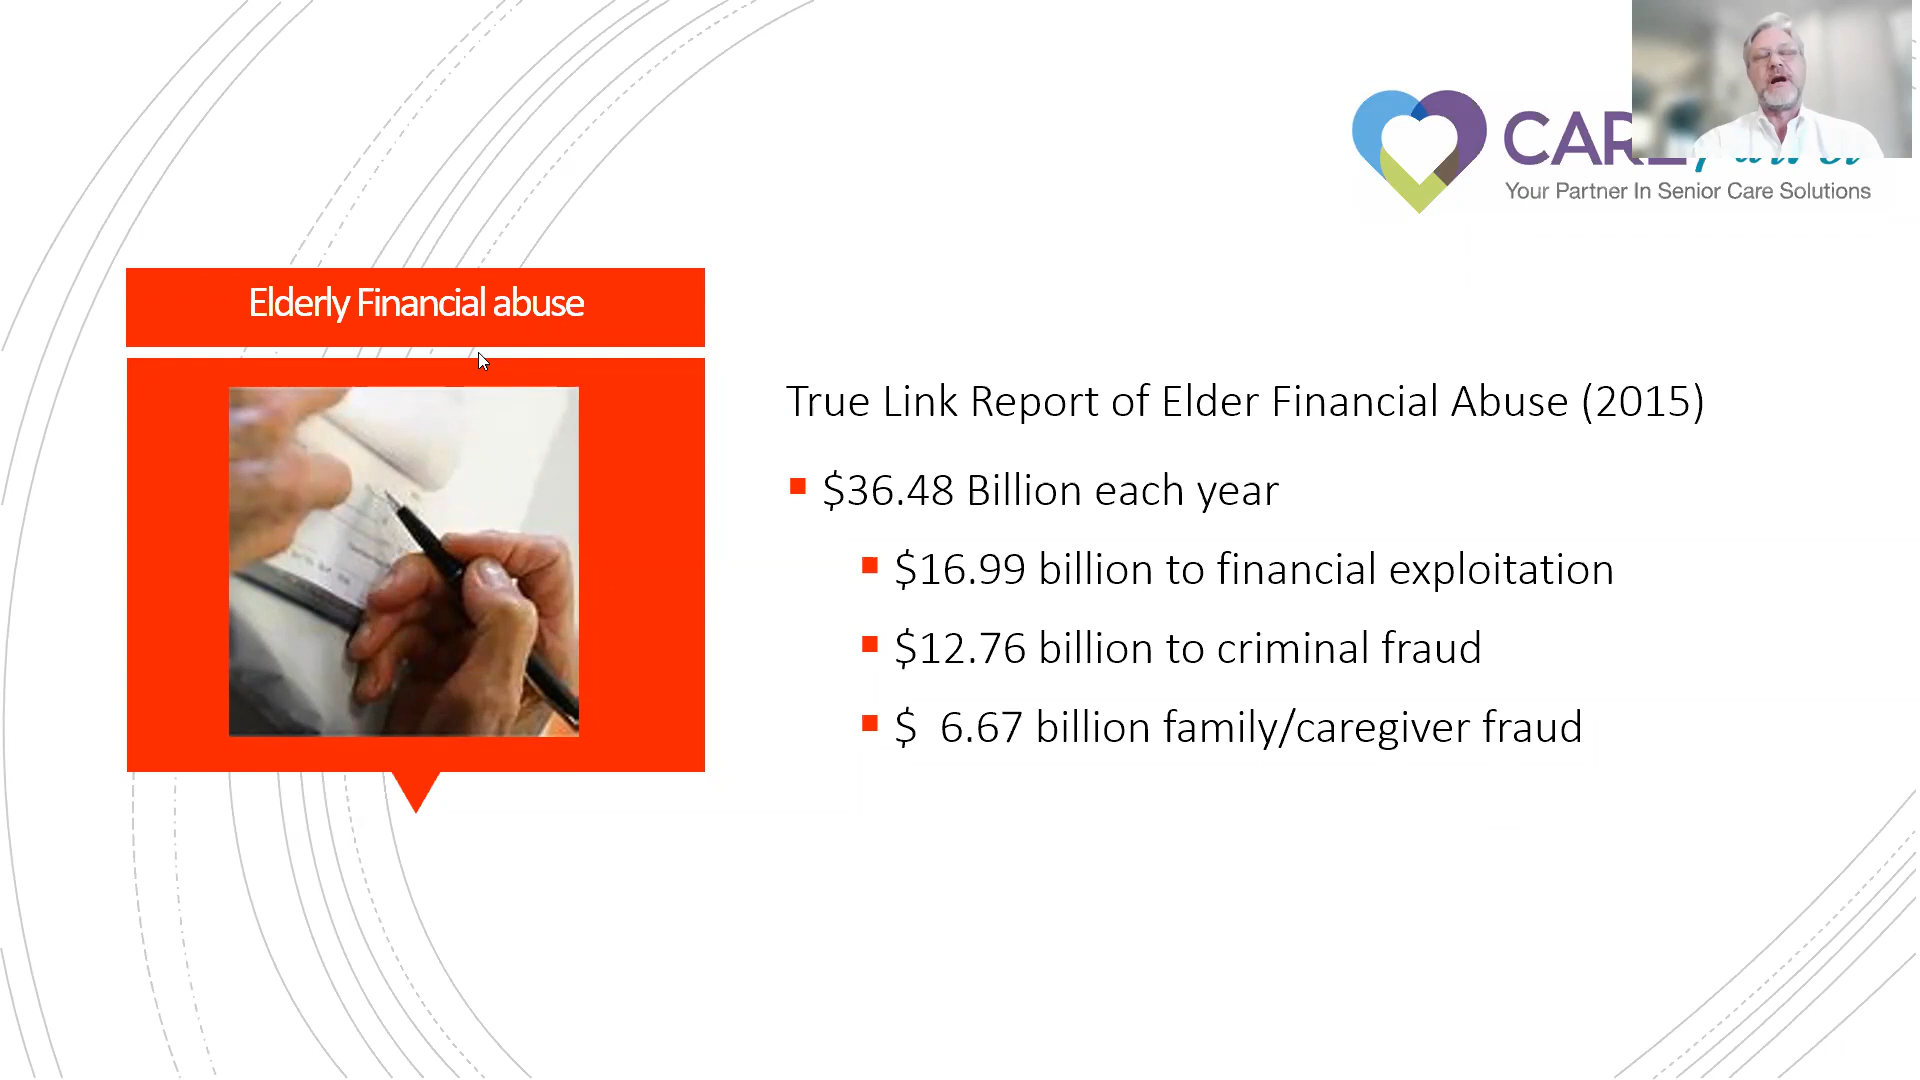 Your Partner In Senior Care Solutions
Elderly Financial abuse
True Link Report of Elder Financial Abuse (2015)
$36.48 Billion each year
$16.99 billion to financial exploitation
$12.76 billion to criminal fraud
$ 6.67 billion family/caregiver fraud